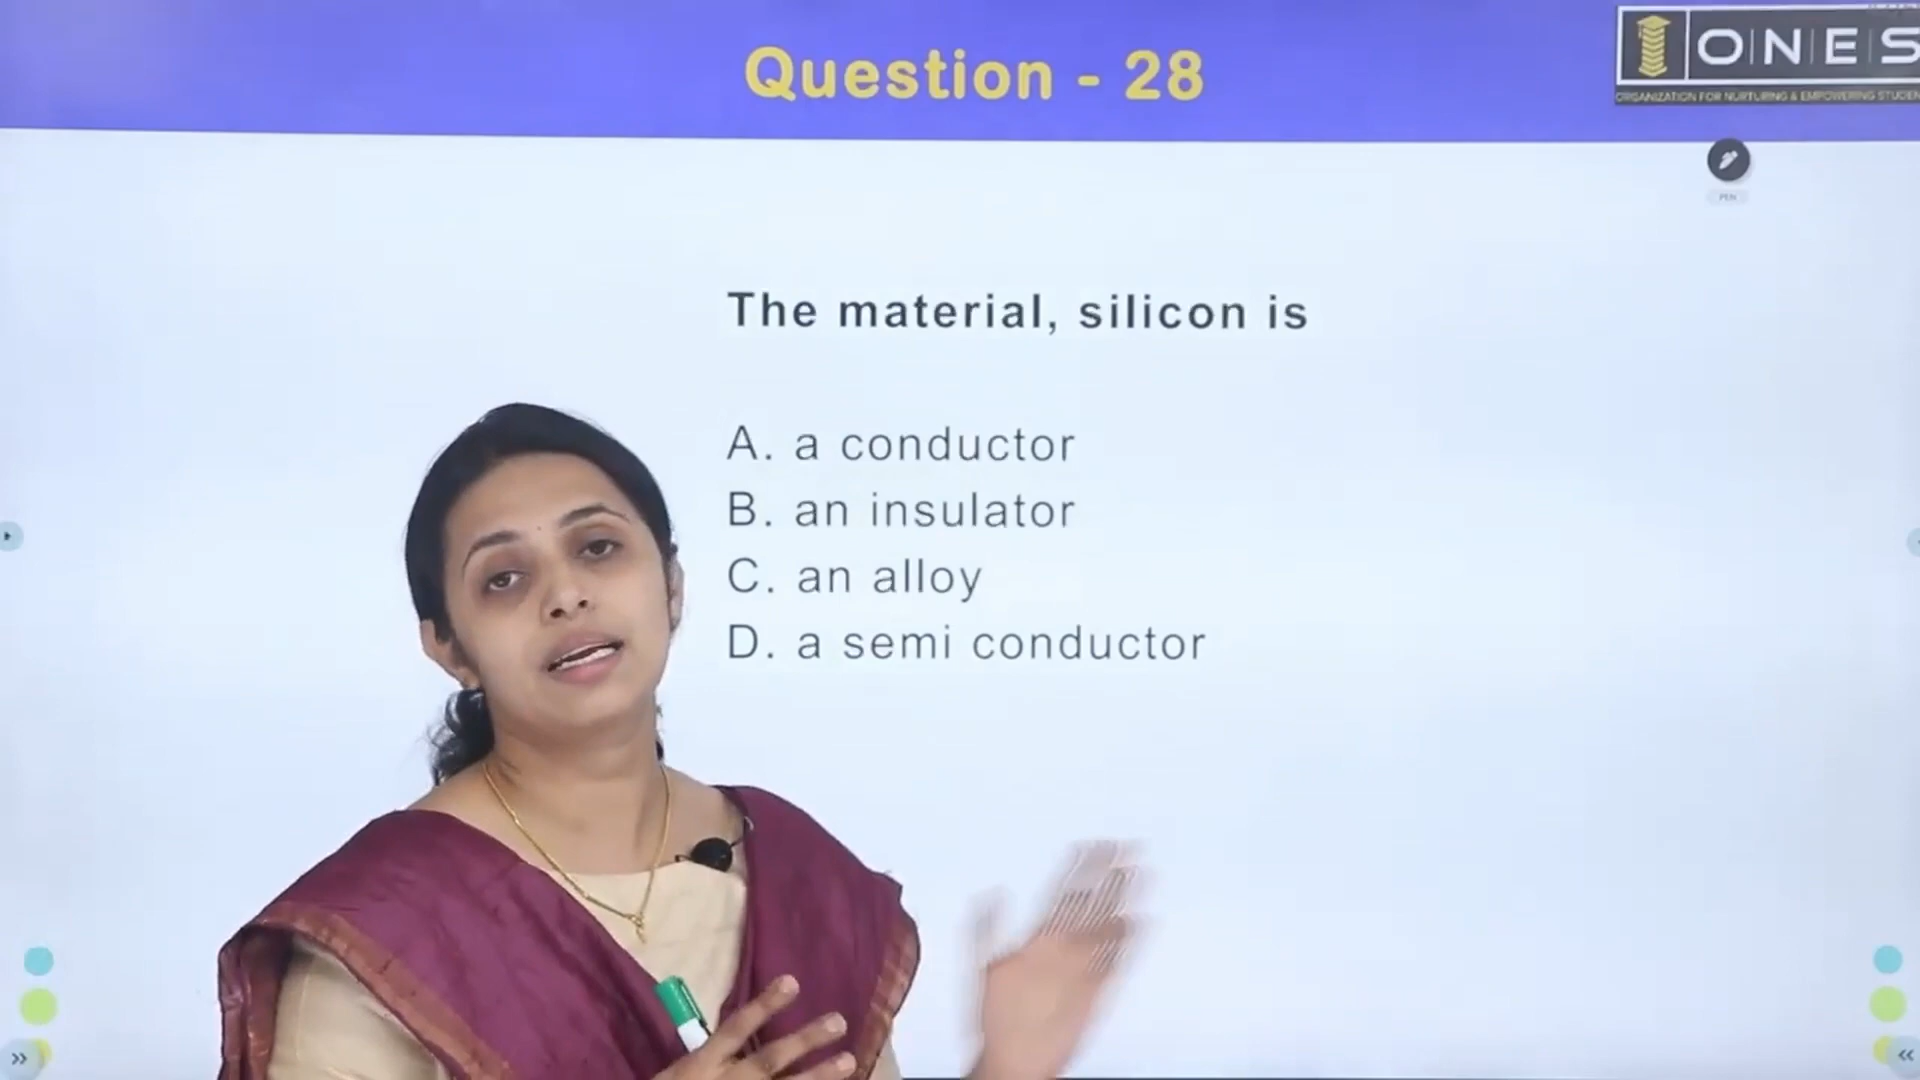 Question - 28
ONES
ORGANIZATION FOR NURTURING & EMPOWERING STUDEN
PEN
The material, silicon is
A. a conductor
B. an insulator
C. an alloy
D. a semi conductor